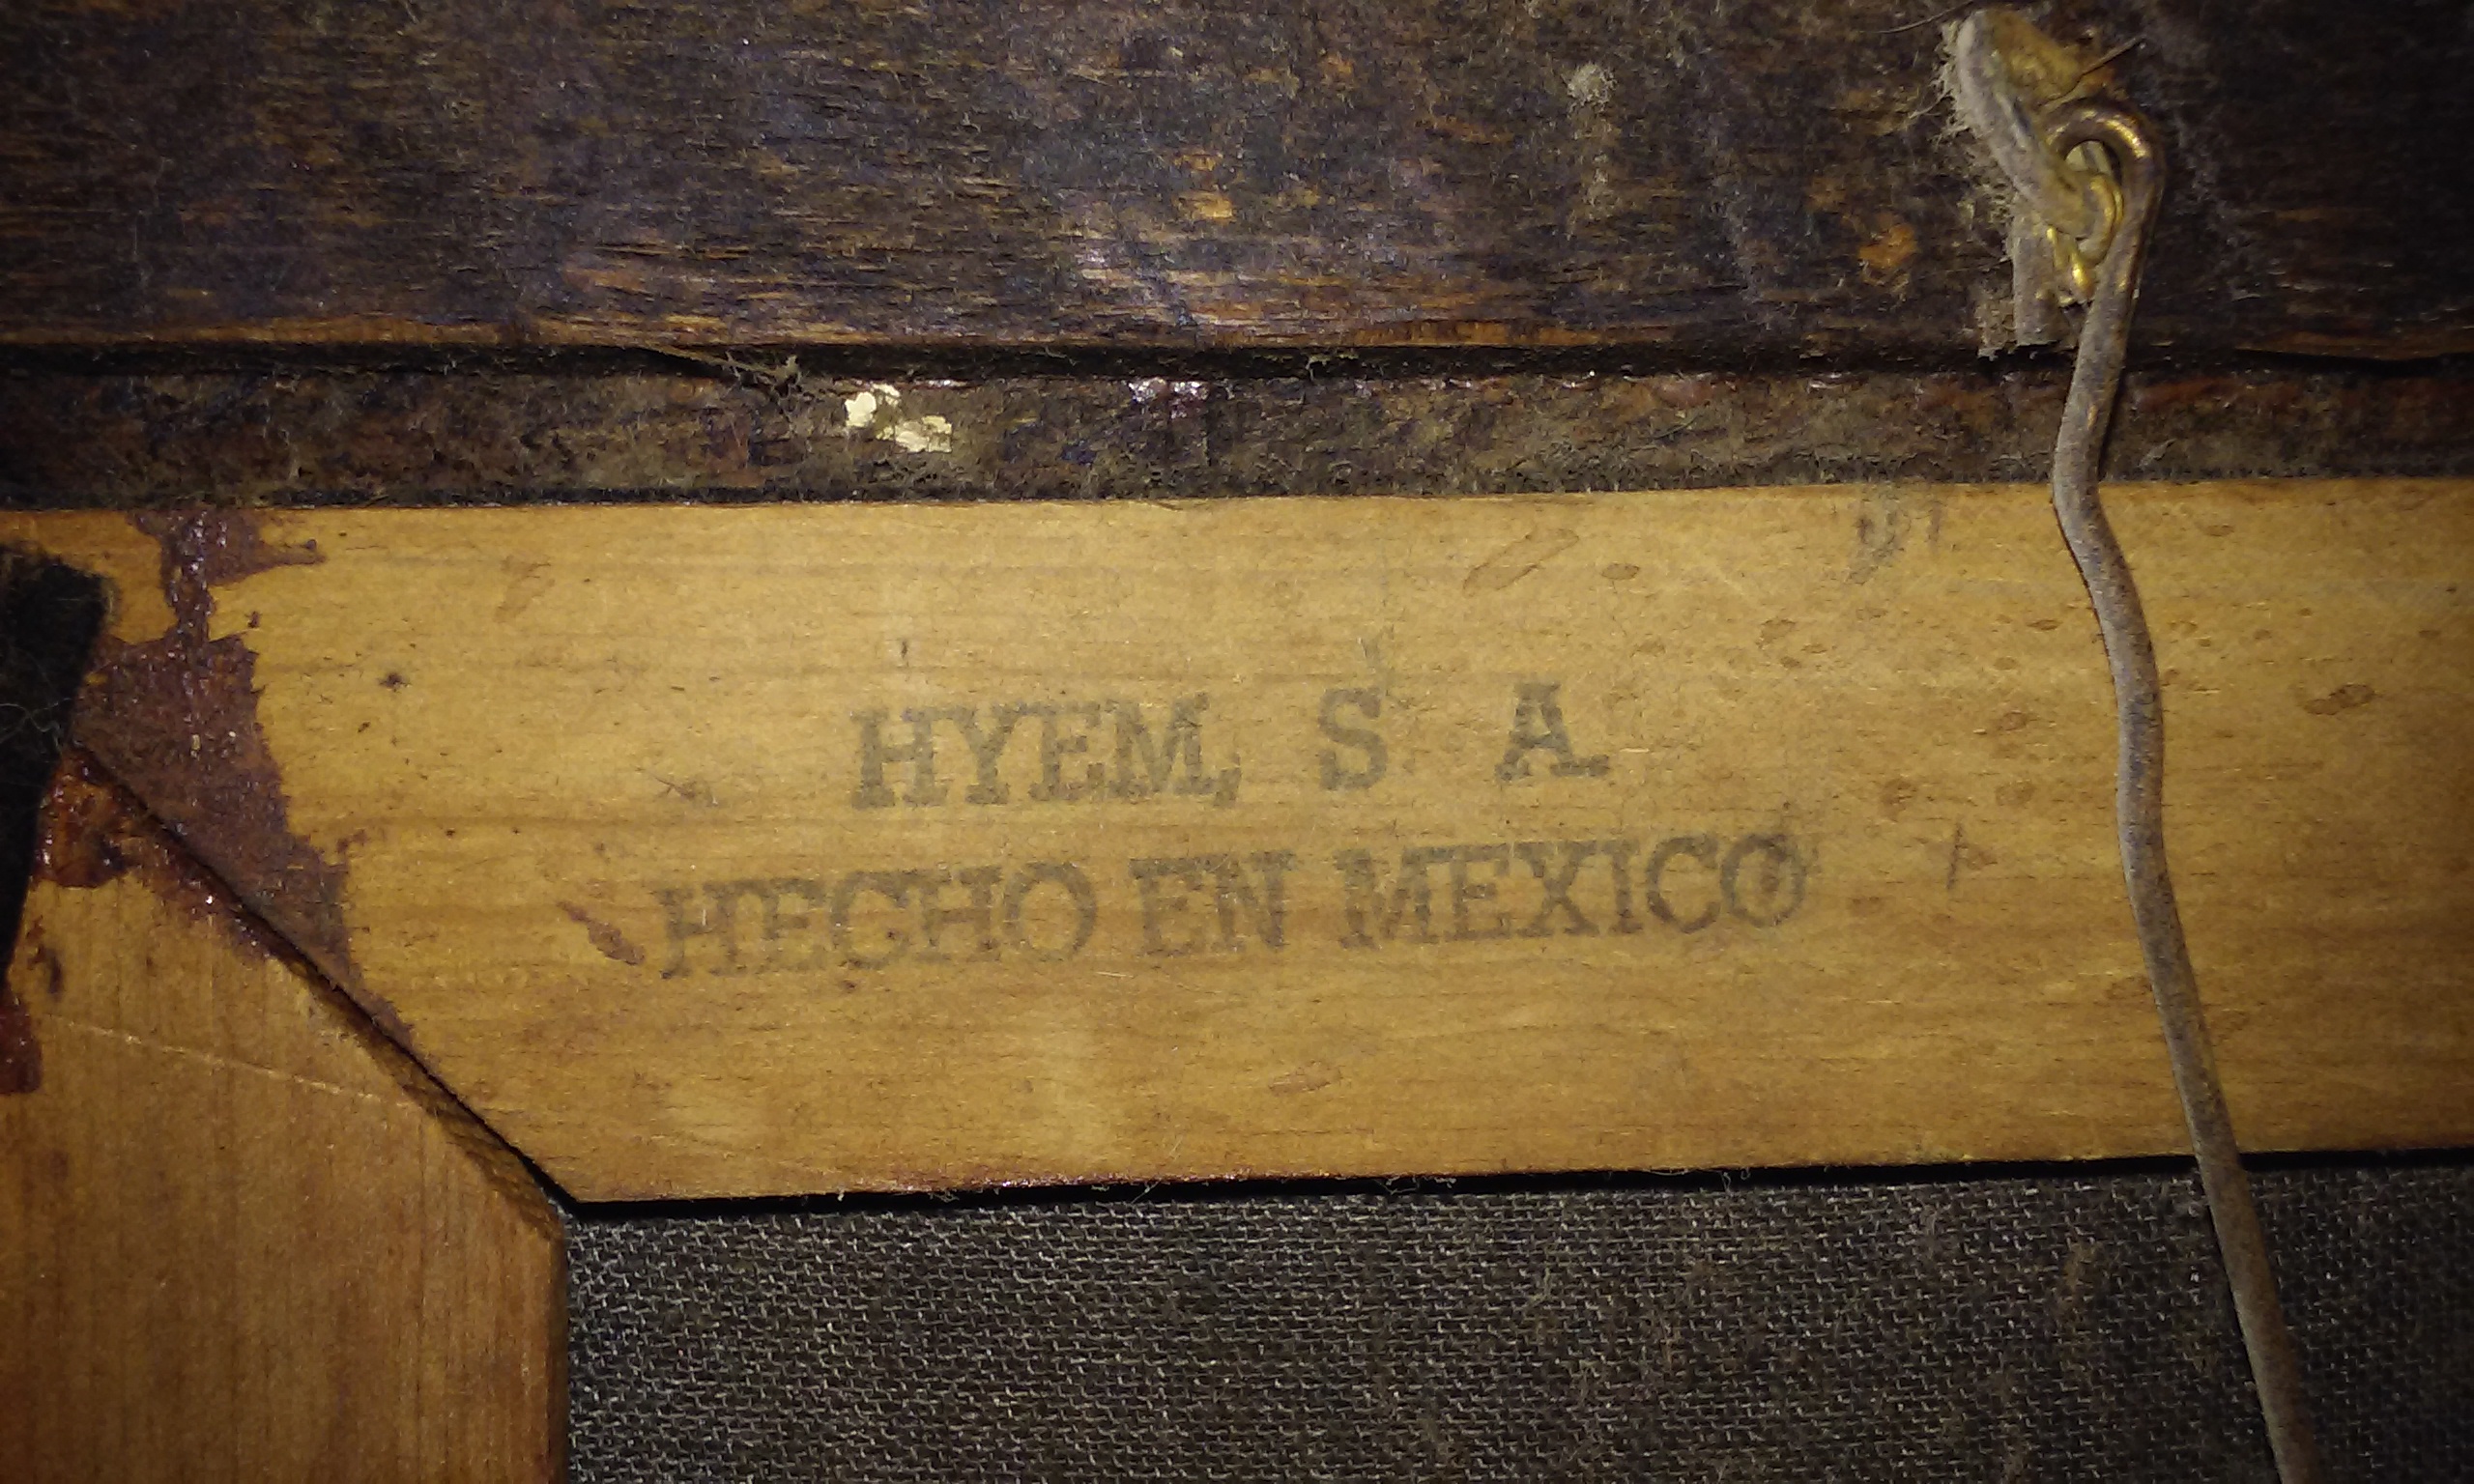 HYEM, S A.
HECHO EN MEXICO